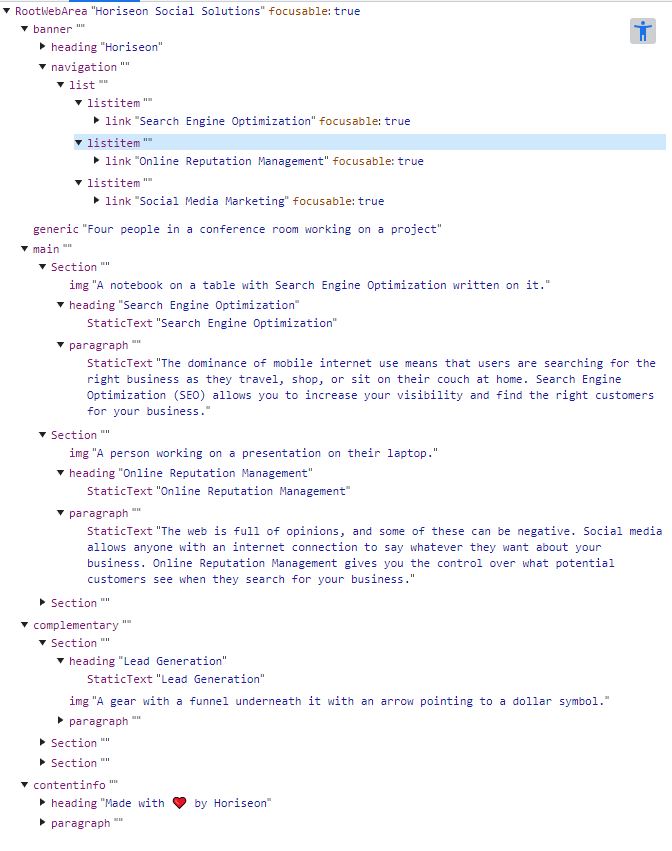 RootWebArea "Horiseon Social Solutions" focusable: true
banner ""
heading "Horiseon"
navigation ""
list ""
listitem ""
link "Search Engine Optimization" focusable: true
listitem ""
link "Online Reputation Management" focusable: true
listitem ""
link "Social Media Marketing" focusable: true
generic "Four people in a conference room working on a project"
main ""
Section ""
img "A notebook on a table with Search Engine Optimization written on it."
heading "Search Engine Optimization"
StaticText "Search Engine Optimization"
paragraph ""
StaticText "The dominance of mobile internet use means that users are searching for the
right business as they travel, shop, or sit on their couch at home. Search Engine
Optimization (SEO) allows you to increase your visibility and find the right customers
for your business."
Section ""
img "A person working on a presentation on their laptop."
heading "Online Reputation Management"
StaticText "Online Reputation Management"
paragraph ""
StaticText "The web is full of opinions, and some of these can be negative. Social media
allows anyone with an internet connection to say whatever they want about your
business. Online Reputation Management gives you the control over what potential
customers see when they search for your business."
Section ""
complementary ""
Section ""
heading "Lead Generation"
StaticText "Lead Generation"
img "A gear with a funnel underneath it with an arrow pointing to a dollar symbol."
paragraph ""
Section ""
Section ""
contentinfo ""
heading "Made with ❤️ by Horiseon"
paragraph ""